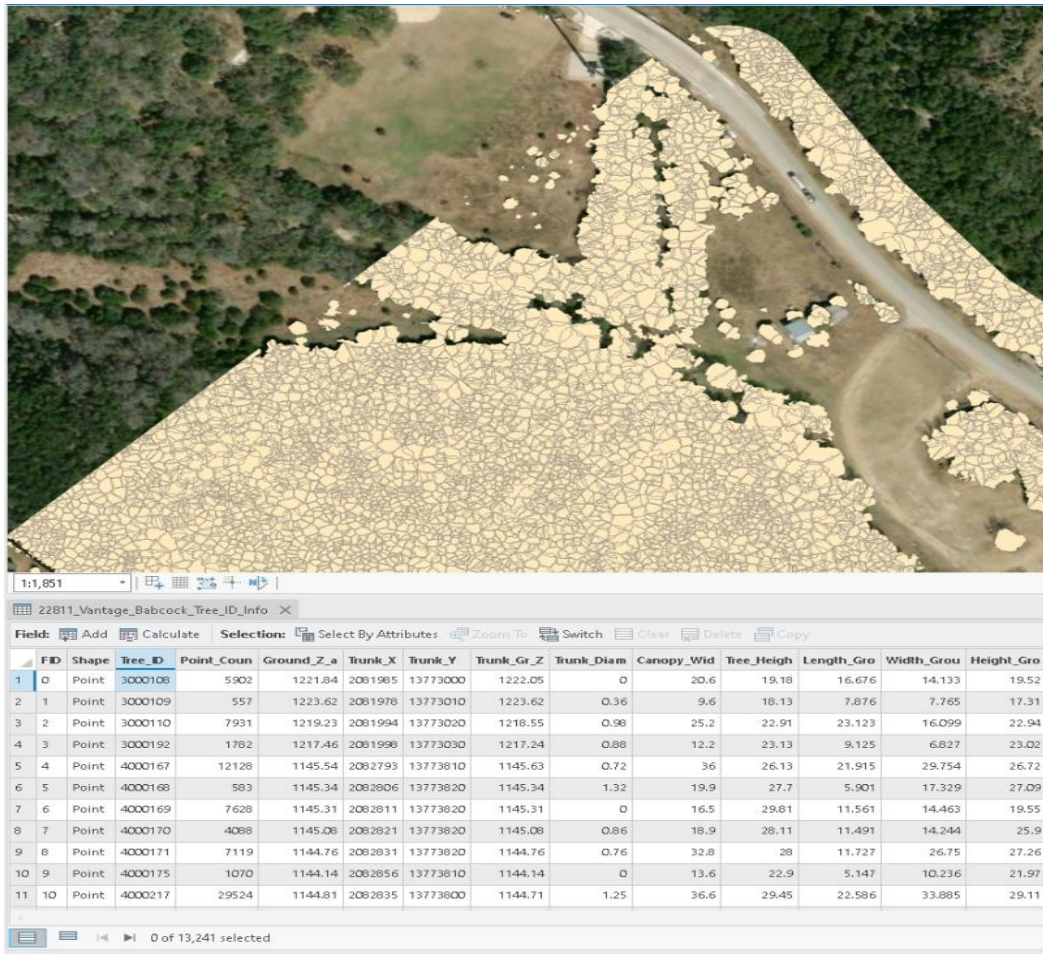 1:1,851
22811_Vantage_Babcock_Tree_ID_Info
Field: Add Calculate Selection: Select By Attributes Zoom To Switch Clear Delete Copy
FID Shape Tree_ID Point_Coun Ground_Z_a Trunk_X Trunk_Y Trunk_Gr_Z Trunk_Diam Canopy_Wid Tree_Heigh Length_Gro Width_Grou Height_Gro
1 0 Point 3000108 5902 1221.84 2081985 13773000 1222.05 0 20.6 19.18 16.676 14.133 19.52
2 1 Point 3000109 557 1223.62 2081978 13773010 1223.62 0.36 9.6 18.13 7.876 7.765 17.31
3 2 Point 3000110 7931 1219.23 2081994 13773020 1218.55 0.98 25.2 22.91 23.123 16.099 22.94
4 3 Point 3000192 1782 1217.46 2081998 13773030 1217.24 0.88 12.2 23.13 9.125 6.827 23.02
5 4 Point 4000167 12128 1145.54 2082793 13773810 1145.63 0.72 36 26.13 21.915 29.754 26.72
6 5 Point 4000168 583 1145.34 2082806 13773820 1145.34 1.32 19.9 27.7 5.901 17.329 27.09
7 6 Point 4000169 7628 1145.31 2082811 13773820 1145.31 0 16.5 29.81 11.561 14.463 19.55
8 7 Point 4000170 4088 1145.08 2082821 13773820 1145.08 0.86 18.9 28.11 11.491 14.244 25.9
9 8 Point 4000171 7119 1144.76 2082831 13773820 1144.76 0.76 32.8 28 11.727 26.75 27.26
10 9 Point 4000175 1070 1144.14 2082856 13773810 1144.14 0 13.6 22.9 5.147 10.236 21.97
11 10 Point 4000217 29524 1144.81 2082835 13773800 1144.71 1.25 36.6 29.45 22.586 33.885 29.11
0 of 13,241 selected